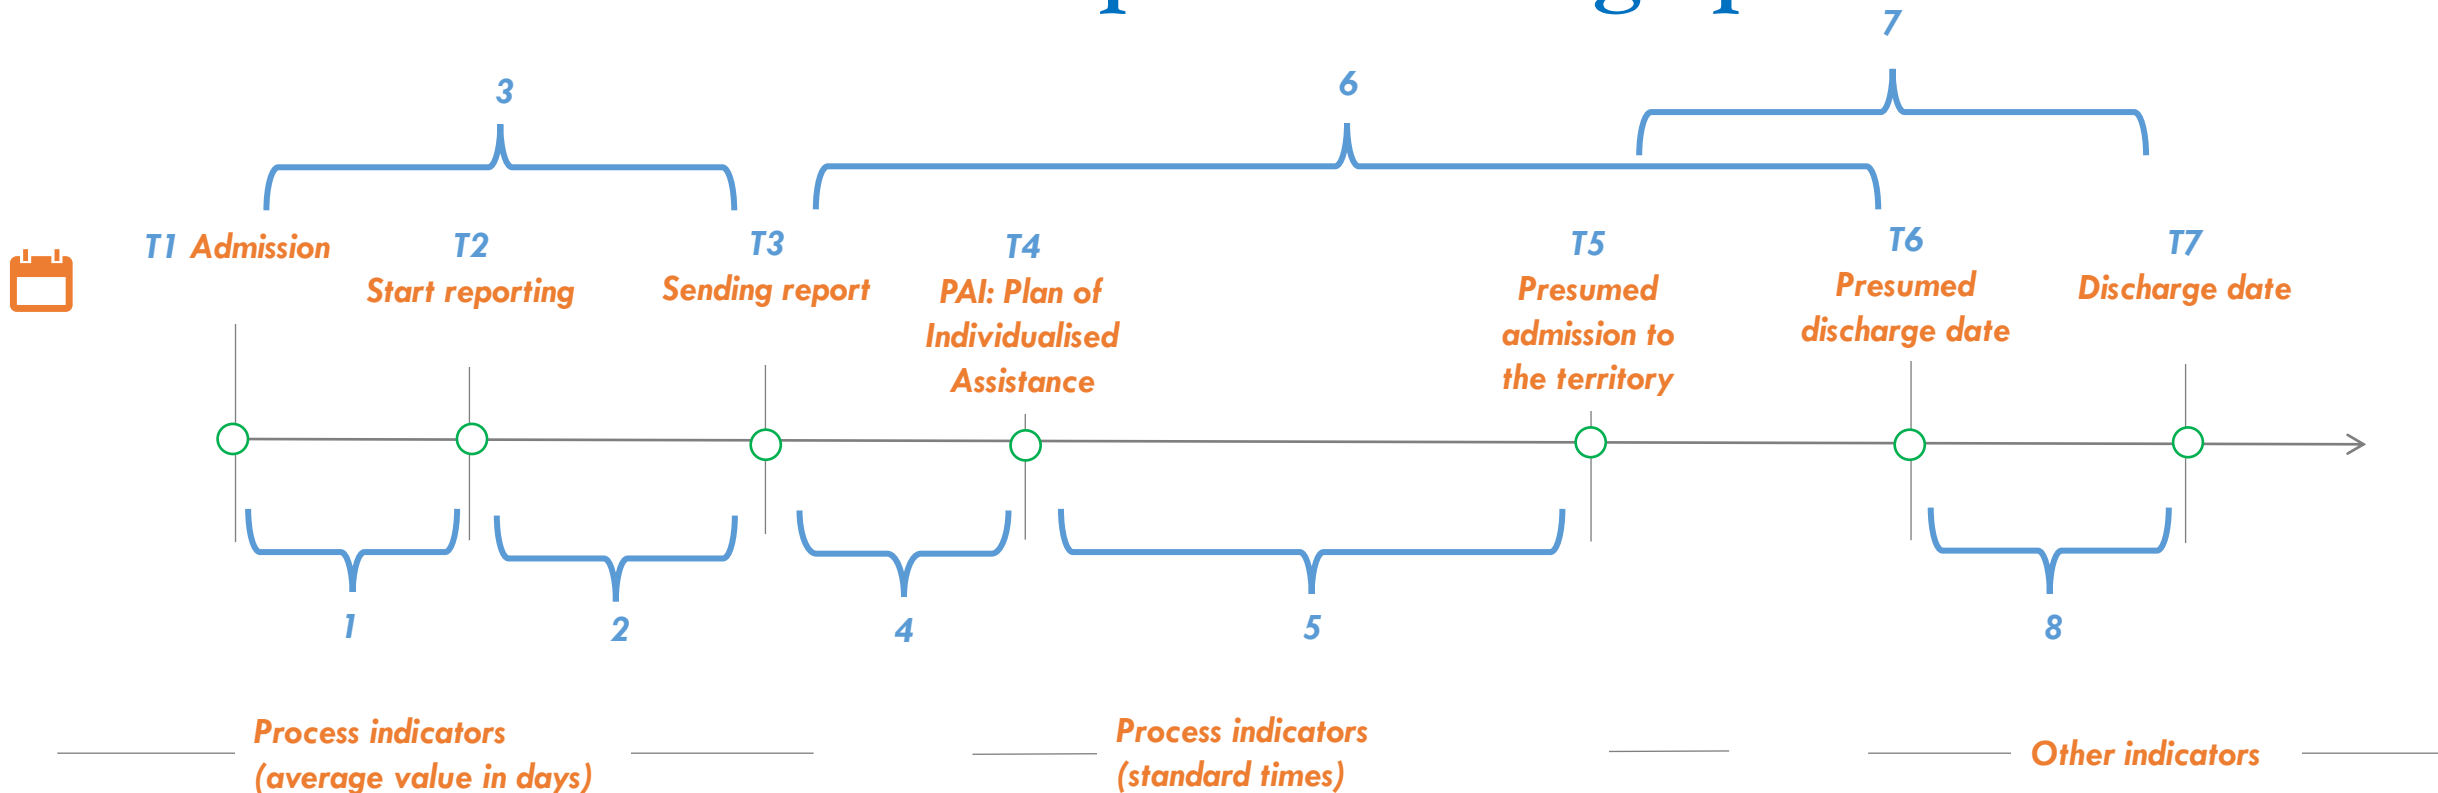 7
3
6
T1 Admission
T2
Start reporting
T3
Sending report
T4
PAI: Plan of
Individualised
Assistance
T5
Presumed
admission to
the territory
T6
Presumed
discharge date
T7
Discharge date
1
2
4
5
8
Process indicators
(average value in days)
Process indicators
(standard times)
Other indicators